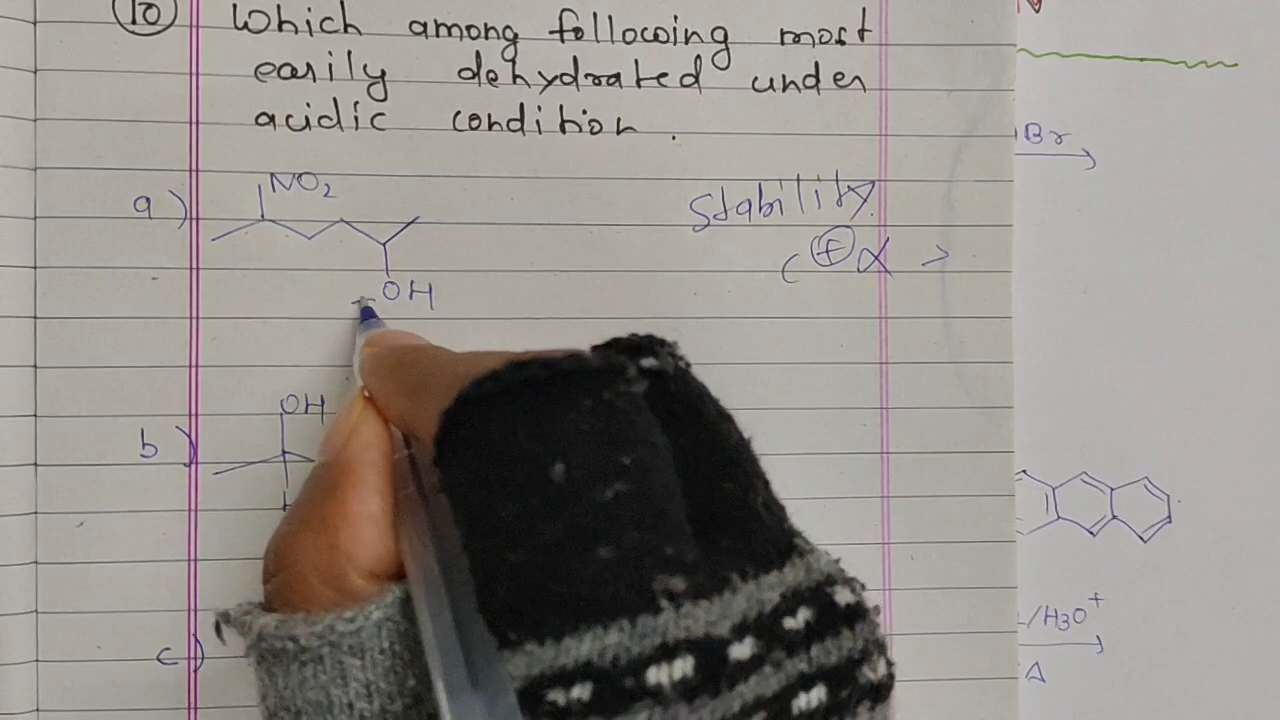 10 Which among following most
easily dehydrated under
acidic condition.
a) NO2
OH
Stability
C⊕ α >
b) OH
c)
Br
/H3O+
Δ